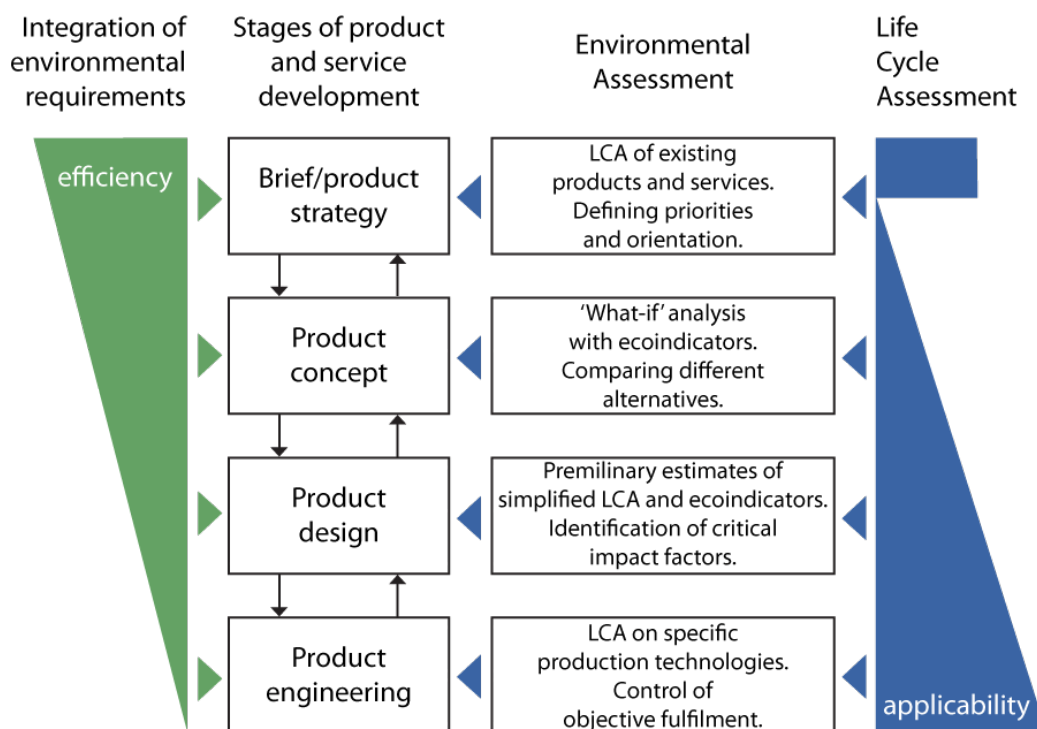 Integration of
environmental
requirements
Stages of product
and service
development
Environmental
Assessment
Life
Cycle
Assessment
efficiency
Brief/product
strategy
LCA of existing
products and services.
Defining priorities
and orientation.
Product
concept
‘What-if’ analysis
with ecoindicators.
Comparing different
alternatives.
Product
design
Premilinary estimates of
simplified LCA and ecoindicators.
Identification of critical
impact factors.
Product
engineering
LCA on specific
production technologies.
Control of
objective fulfilment.
applicability